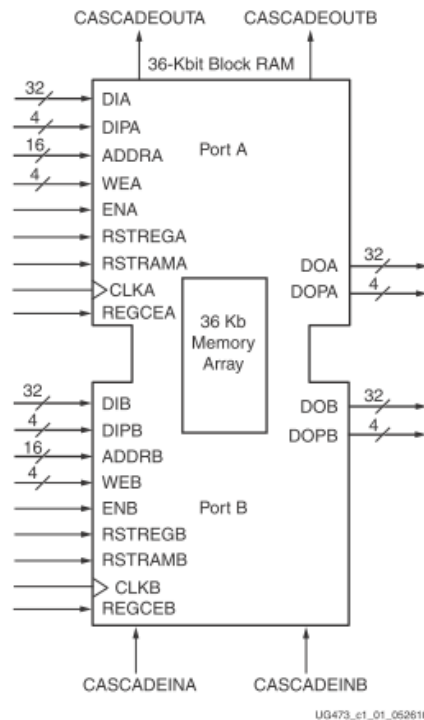 CASCADEOUTA CASCADEOUTB
36-Kbit Block RAM
32 DIA
4 DIPA
16 ADDRA
Port A
4 WEA
ENA
RSTREGA
RSTRAMA
DOA 32
CLKA
DOPA 4
REGCEA
36 Kb
Memory
Array
32 DIB
DOB 32
4 DIPB
DOPB 4
16 ADDRB
4 WEB
ENB
Port B
RSTREGB
RSTRAMB
CLKB
REGCEB
CASCADEINA CASCADEINB
UG473_c1_01_052610